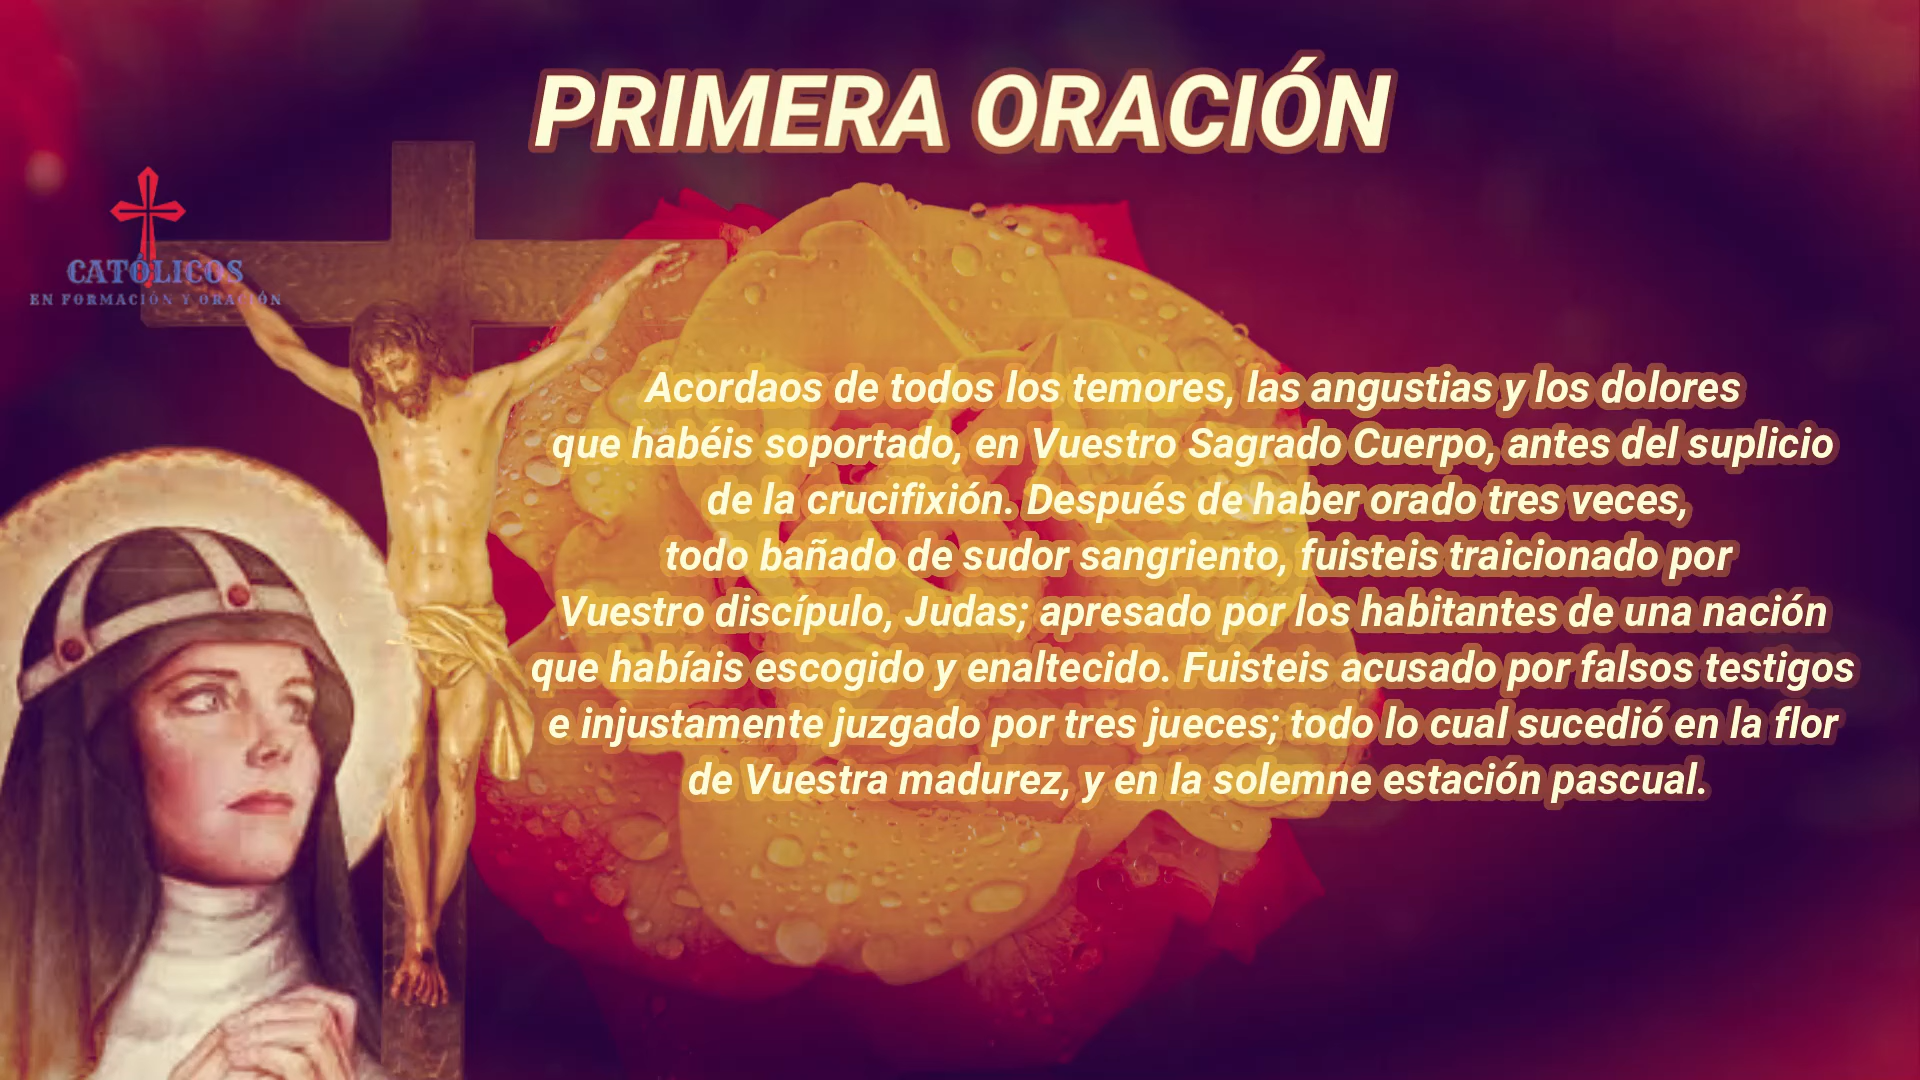 PRIMERA ORACIÓN
CATÓLICOS
EN FORMACIÓN Y ORACIÓN
Acordaos de todos los temores, las angustias y los dolores
que habéis soportado, en Vuestro Sagrado Cuerpo, antes del suplicio
de la crucifixión. Después de haber orado tres veces,
todo bañado de sudor sangriento, fuisteis traicionado por
Vuestro discípulo, Judas; apresado por los habitantes de una nación
que habíais escogido y enaltecido. Fuisteis acusado por falsos testigos
e injustamente juzgado por tres jueces; todo lo cual sucedió en la flor
de Vuestra madurez, y en la solemne estación pascual.